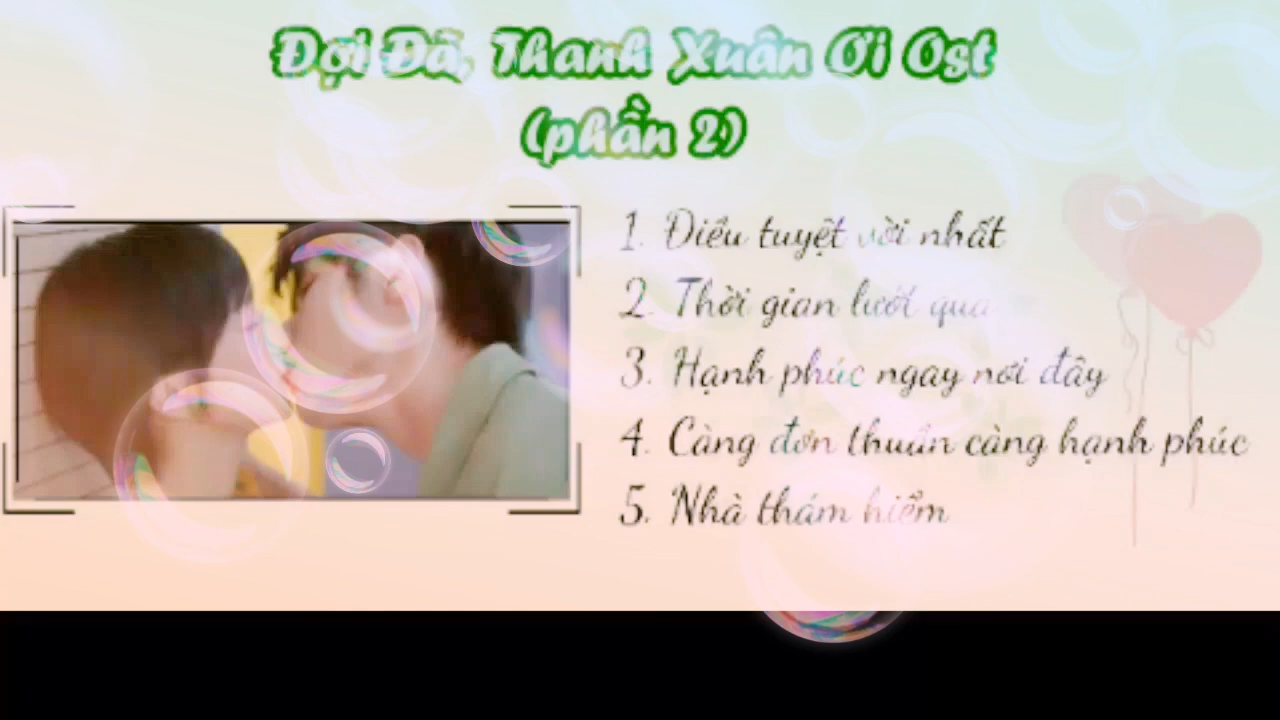 Đợi Đã, Thanh Xuân Ơi Ost
(phần 2)
1. Điều tuyệt vời nhất
2. Thời gian lướt qua
3. Hạnh phúc ngay nơi đây
4. Càng đơn thuần càng hạnh phúc
5. Nhà thám hiểm